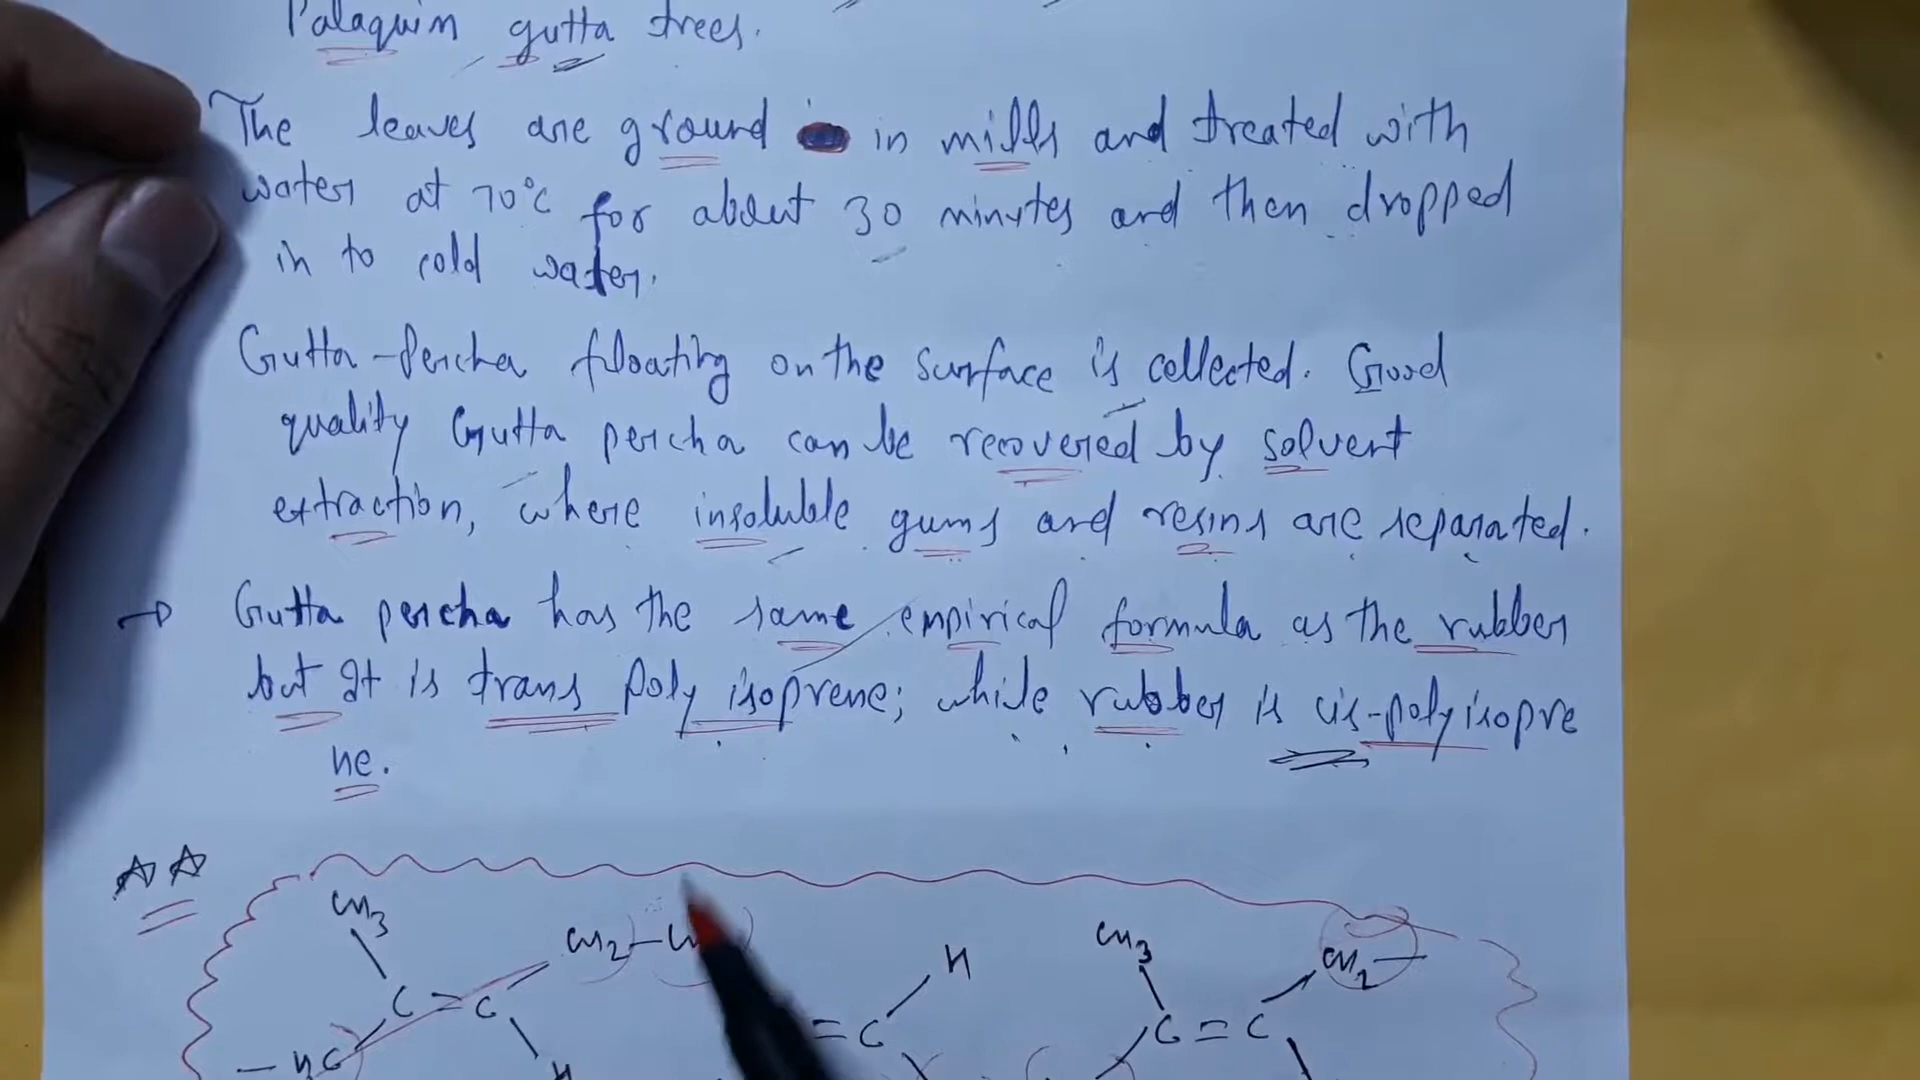 Palaquim gutta trees.
The leaves are ground in mills and treated with
water at 70°C for about 30 minutes and then dropped
in to cold water.
Gutta-Percha floating on the surface is collected. Good
quality Gutta percha can be recovered by solvent
extraction, where insoluble gums and resins are separated.
→ Gutta percha has the same empirical formula as the rubber
but It is trans Poly isoprene; while rubber is cis-polyisopre
ne.
CH3 CH2— H CH3 CH2—
C=C =C C=C
—H2C H